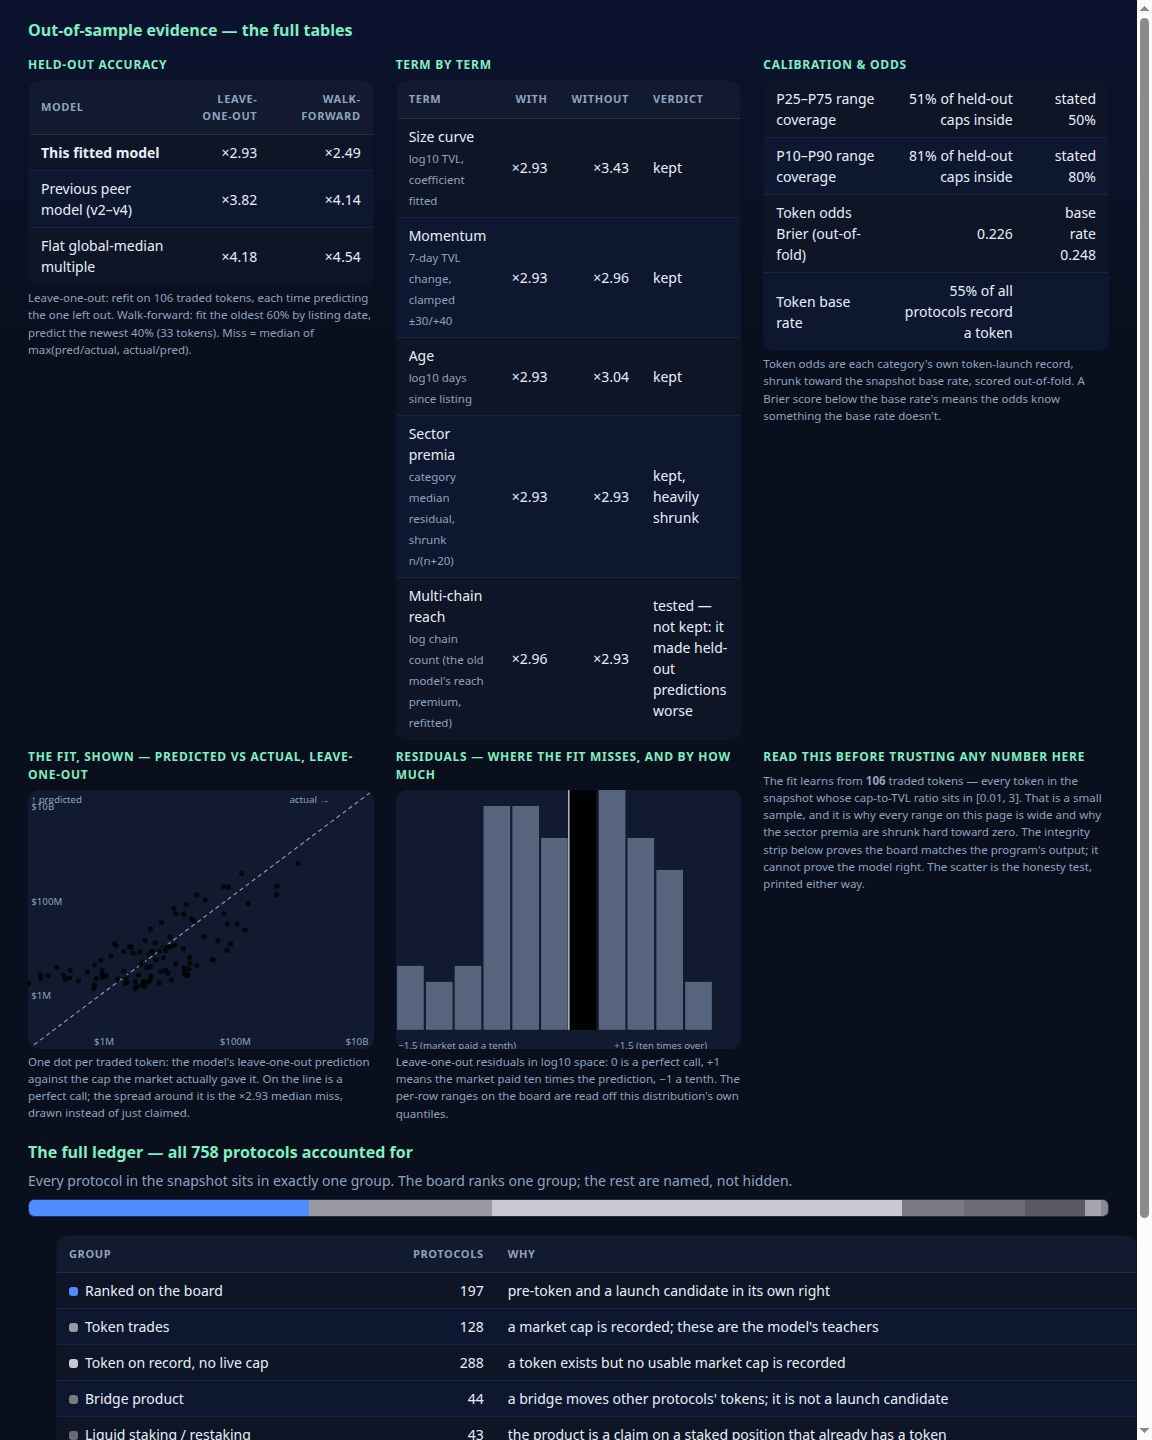 Out-of-sample evidence — the full tables
HELD-OUT ACCURACY
MODEL LEAVE-ONE-OUT WALK-FORWARD
This fitted model ×2.93 ×2.49
Previous peer model (v2–v4) ×3.82 ×4.14
Flat global-median multiple ×4.18 ×4.54
Leave-one-out: refit on 106 traded tokens, each time predicting
the one left out. Walk-forward: fit the oldest 60% by listing date,
predict the newest 40% (33 tokens). Miss = median of
max(pred/actual, actual/pred).
TERM BY TERM
TERM WITH WITHOUT VERDICT
Size curve
log10 TVL,
coefficient
fitted
×2.93 ×3.43 kept
Momentum
7-day TVL
change,
clamped
±30/+40
×2.93 ×2.96 kept
Age
log10 days
since listing
×2.93 ×3.04 kept
Sector
premia
category
median
residual,
shrunk
n/(n+20)
×2.93 ×2.93 kept, heavily shrunk
Multi-chain
reach
log chain
count (the old
model's reach
premium,
refitted)
×2.96 ×2.93 tested — not kept: it made held-out predictions worse
CALIBRATION & ODDS
P25–P75 range coverage 51% of held-out caps inside stated 50%
P10–P90 range coverage 81% of held-out caps inside stated 80%
Token odds Brier (out-of-fold) 0.226 base rate 0.248
Token base rate 55% of all protocols record a token
Token odds are each category's own token-launch record,
shrunk toward the snapshot base rate, scored out-of-fold. A
Brier score below the base rate's means the odds know
something the base rate doesn't.
THE FIT, SHOWN — PREDICTED VS ACTUAL, LEAVE-
ONE-OUT
↑ predicted actual →
$10B
$100M
$1M
$1M $100M $10B
One dot per traded token: the model's leave-one-out prediction
against the cap the market actually gave it. On the line is a
perfect call; the spread around it is the ×2.93 median miss,
drawn instead of just claimed.
RESIDUALS — WHERE THE FIT MISSES, AND BY HOW
MUCH
−1.5 (market paid a tenth) +1.5 (ten times over)
Leave-one-out residuals in log10 space: 0 is a perfect call, +1
means the market paid ten times the prediction, −1 a tenth. The
per-row ranges on the board are read off this distribution's own
quantiles.
READ THIS BEFORE TRUSTING ANY NUMBER HERE
The fit learns from 106 traded tokens — every token in the
snapshot whose cap-to-TVL ratio sits in [0.01, 3]. That is a small
sample, and it is why every range on this page is wide and why
the sector premia are shrunk hard toward zero. The integrity
strip below proves the board matches the program's output; it
cannot prove the model right. The scatter is the honest test,
printed either way.
The full ledger — all 758 protocols accounted for
Every protocol in the snapshot sits in exactly one group. The board ranks one group; the rest are named, not hidden.
GROUP PROTOCOLS WHY
Ranked on the board 197 pre-token and a launch candidate in its own right
Token trades 128 a market cap is recorded; these are the model's teachers
Token on record, no live cap 288 a token exists but no usable market cap is recorded
Bridge product 44 a bridge moves other protocols' tokens; it is not a launch candidate
Liquid staking / restaking 43 the product is a claim on a staked position that already has a token